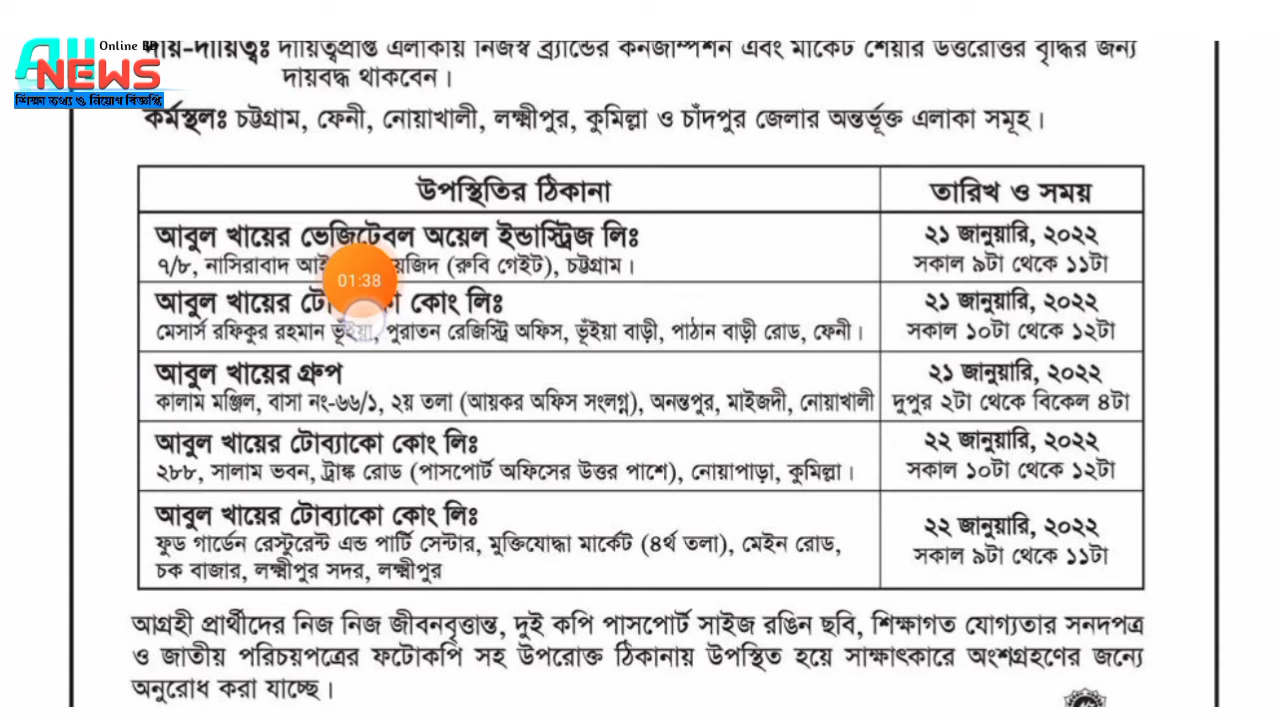 Online BD
AH
NEWS
শিক্ষা তথ্য ও নিয়োগ বিজ্ঞপ্তি
দায়-দায়িত্বঃ দায়িত্বপ্রাপ্ত এলাকায় নিজস্ব ব্র্যান্ডের কনজাম্পশন এবং মার্কেট শেয়ার উত্তরোত্তর বৃদ্ধির জন্য
দায়বদ্ধ থাকবেন।
কর্মস্থলঃ চট্টগ্রাম, ফেনী, নোয়াখালী, লক্ষ্মীপুর, কুমিল্লা ও চাঁদপুর জেলার অন্তর্ভূক্ত এলাকা সমূহ।
উপস্থিতির ঠিকানা
তারিখ ও সময়
আবুল খায়ের ভেজিটেবল অয়েল ইন্ডাস্ট্রিজ লিঃ
৭/৮, নাসিরাবাদ (রুবি গেইট), চট্টগ্রাম।
২১ জানুয়ারি, ২০২২
সকাল ৯টা থেকে ১১টা
01:38
আবুল খায়ের কোং লিঃ
মেসার্স রফিকুর রহমান ভূঁইয়া, পুরাতন রেজিস্ট্রি অফিস, ভূঁইয়া বাড়ী, পাঠান বাড়ী রোড, ফেনী।
২১ জানুয়ারি, ২০২২
সকাল ১০টা থেকে ১২টা
আবুল খায়ের গ্রুপ
কালাম মঞ্জিল, বাসা নং-৬৬/১, ২য় তলা (আয়কর অফিস সংলগ্ন), অনন্তপুর, মাইজদী, নোয়াখালী
২১ জানুয়ারি, ২০২২
দুপুর ২টা থেকে বিকেল ৪টা
আবুল খায়ের টোব্যাকো কোং লিঃ
২৮৮, সালাম ভবন, ট্রাঙ্ক রোড (পাসপোর্ট অফিসের উত্তর পাশে), নোয়াপাড়া, কুমিল্লা।
২২ জানুয়ারি, ২০২২
সকাল ১০টা থেকে ১২টা
আবুল খায়ের টোব্যাকো কোং লিঃ
ফুড গার্ডেন রেস্টুরেন্ট এন্ড পার্টি সেন্টার, মুক্তিযোদ্ধা মার্কেট (৪র্থ তলা), মেইন রোড,
চক বাজার, লক্ষ্মীপুর সদর, লক্ষ্মীপুর
২২ জানুয়ারি, ২০২২
সকাল ৯টা থেকে ১১টা
আগ্রহী প্রার্থীদের নিজ নিজ জীবনবৃত্তান্ত, দুই কপি পাসপোর্ট সাইজ রঙিন ছবি, শিক্ষাগত যোগ্যতার সনদপত্র
ও জাতীয় পরিচয়পত্রের ফটোকপি সহ উপরোক্ত ঠিকানায় উপস্থিত হয়ে সাক্ষাৎকারে অংশগ্রহণের জন্যে
অনুরোধ করা যাচ্ছে।